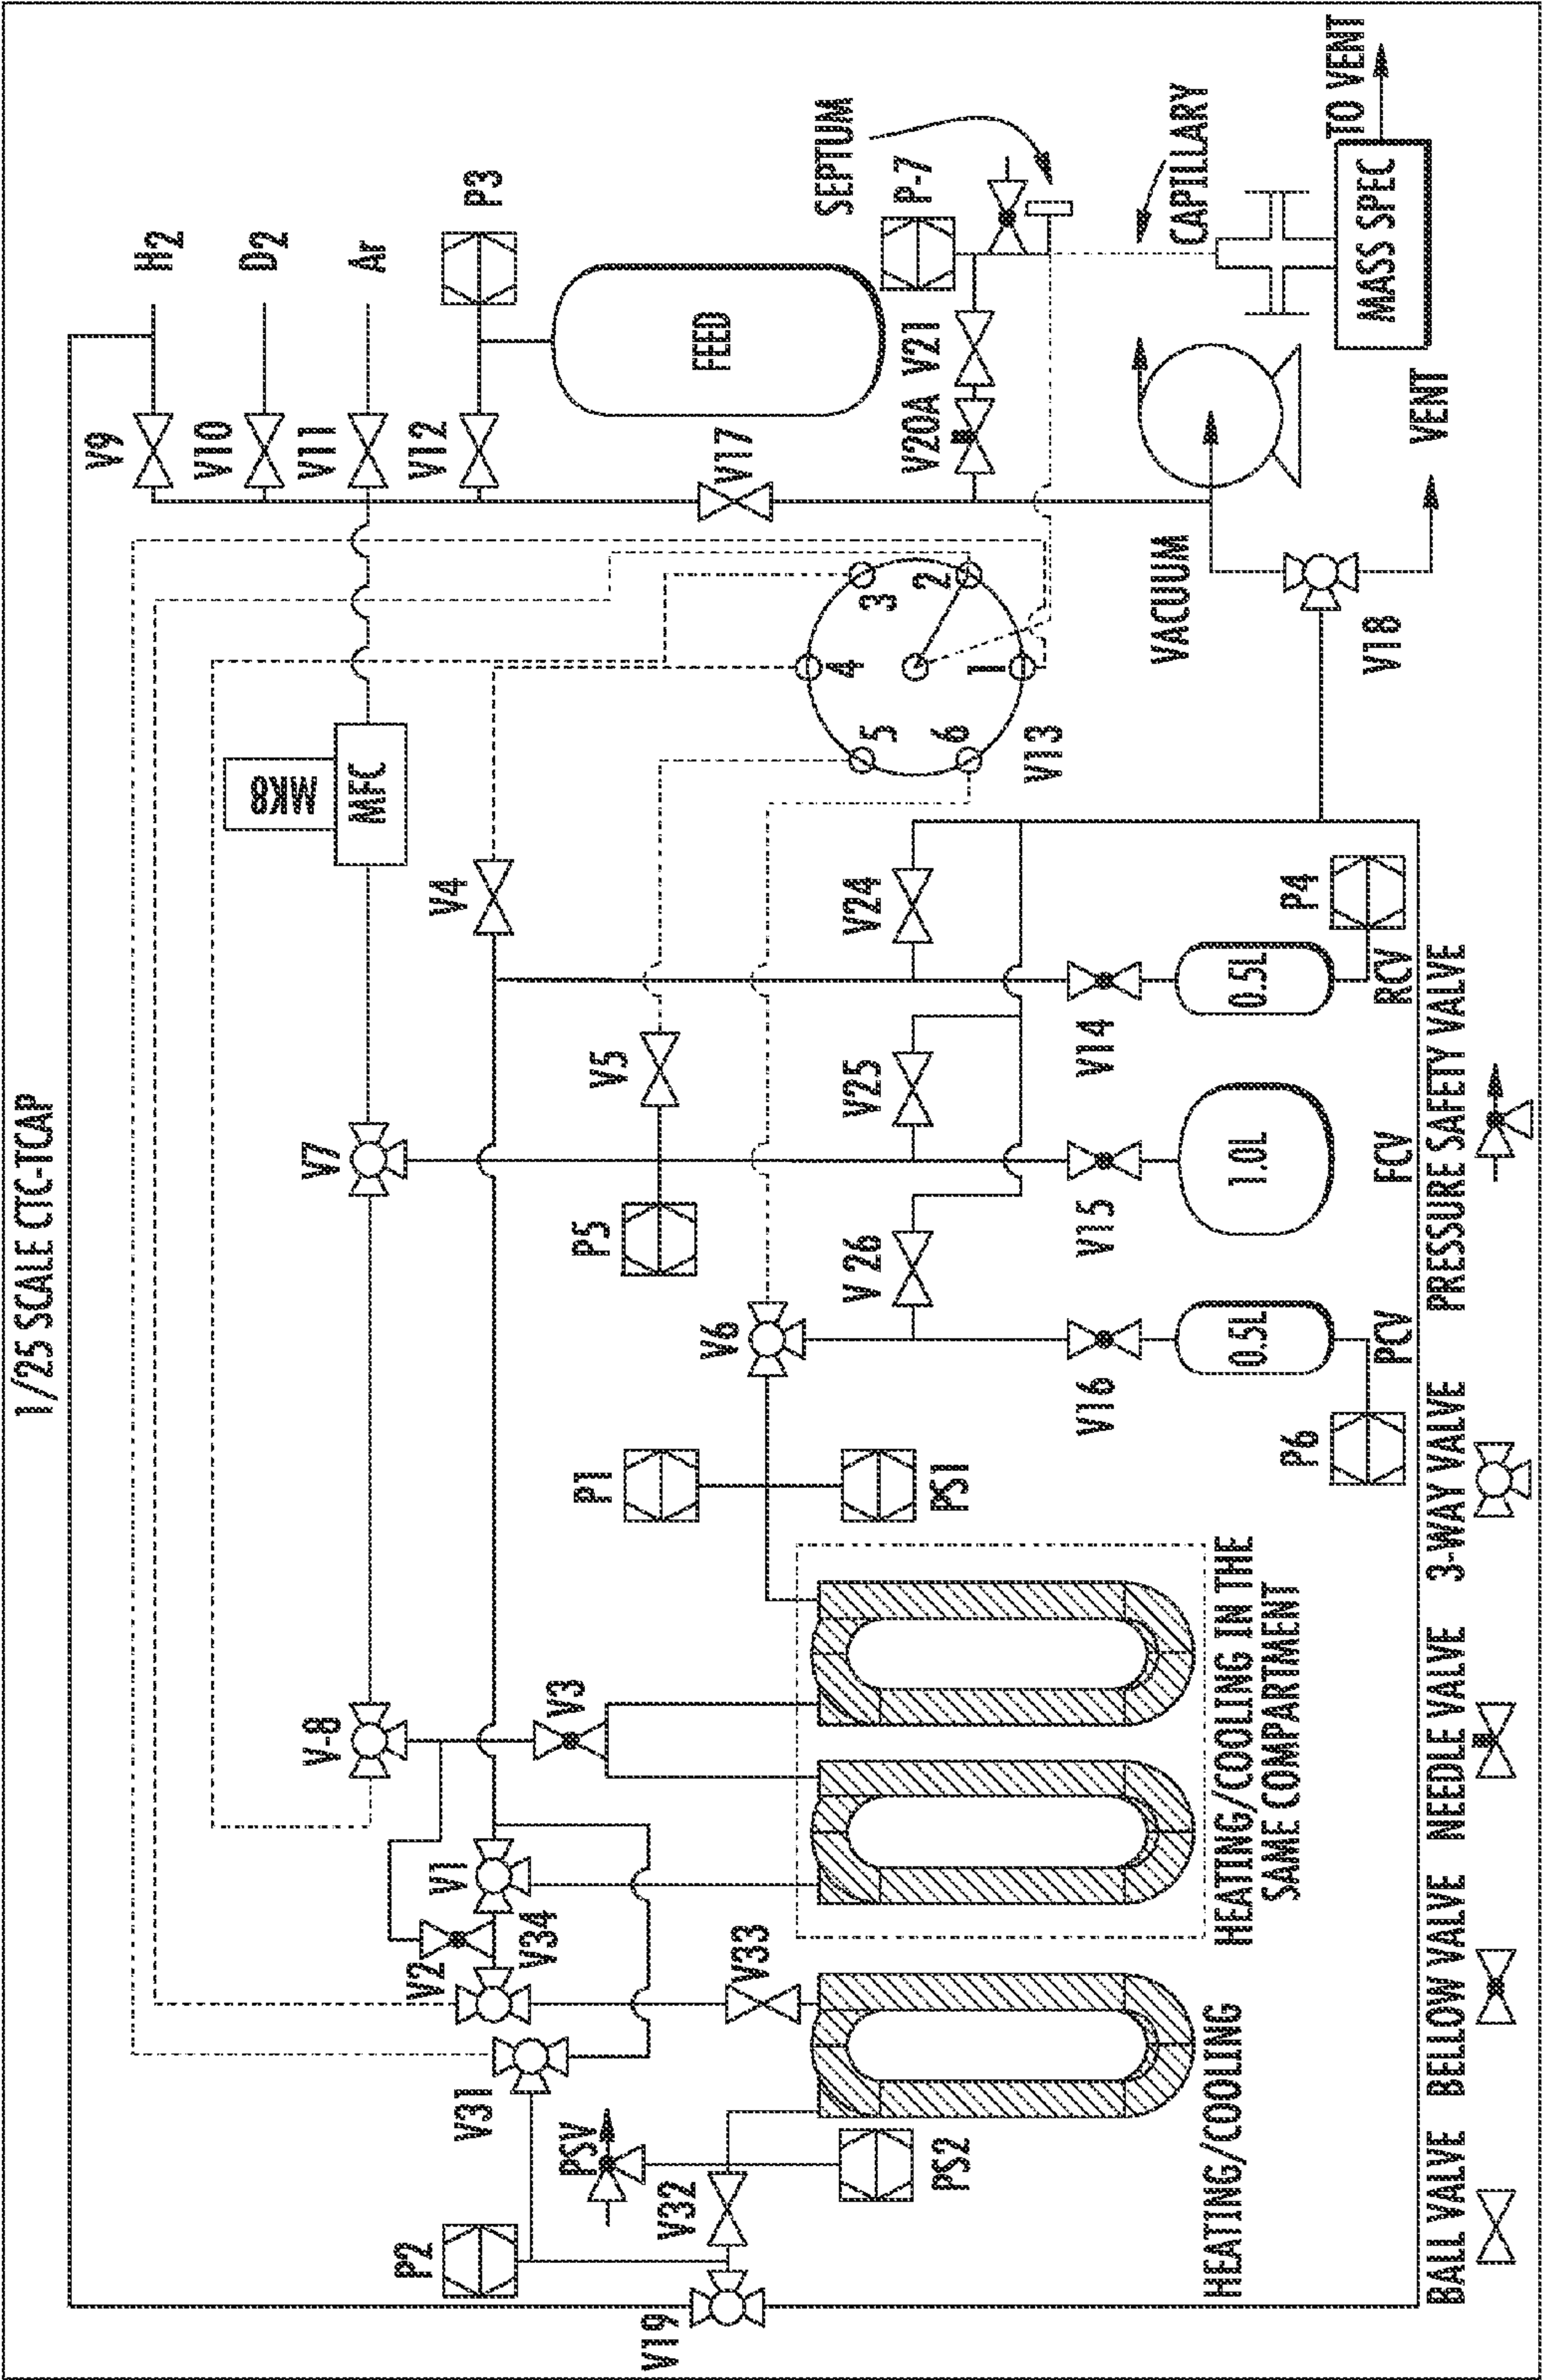 1/25 SCALE CTC-TCAP
H2
D2
Ar
P3
V9
V10
V11
V12
FEED
V17
V20A
V21
P-7
SEPTUM
CAPILLARY
MASS SPEC
TO VENT
VENT
VACUUM
V18
MK8
MFC
V4
1
2
3
4
5
6
V13
V7
V5
P5
V24
V25
V 26
V6
V14
V15
V16
0.5L
1.0L
0.5L
P4
RCV
FCV
PCV
P6
P1
PS1
V-8
V3
V1
V2
V34
V33
V31
PSV
V32
PS2
P2
V19
HEATING/COOLING IN THE
SAME COMPARTMENT
HEATING/COOLING
BALL VALVE
BELLOW VALVE
NEEDLE VALVE
3-WAY VALVE
PRESSURE SAFETY VALVE